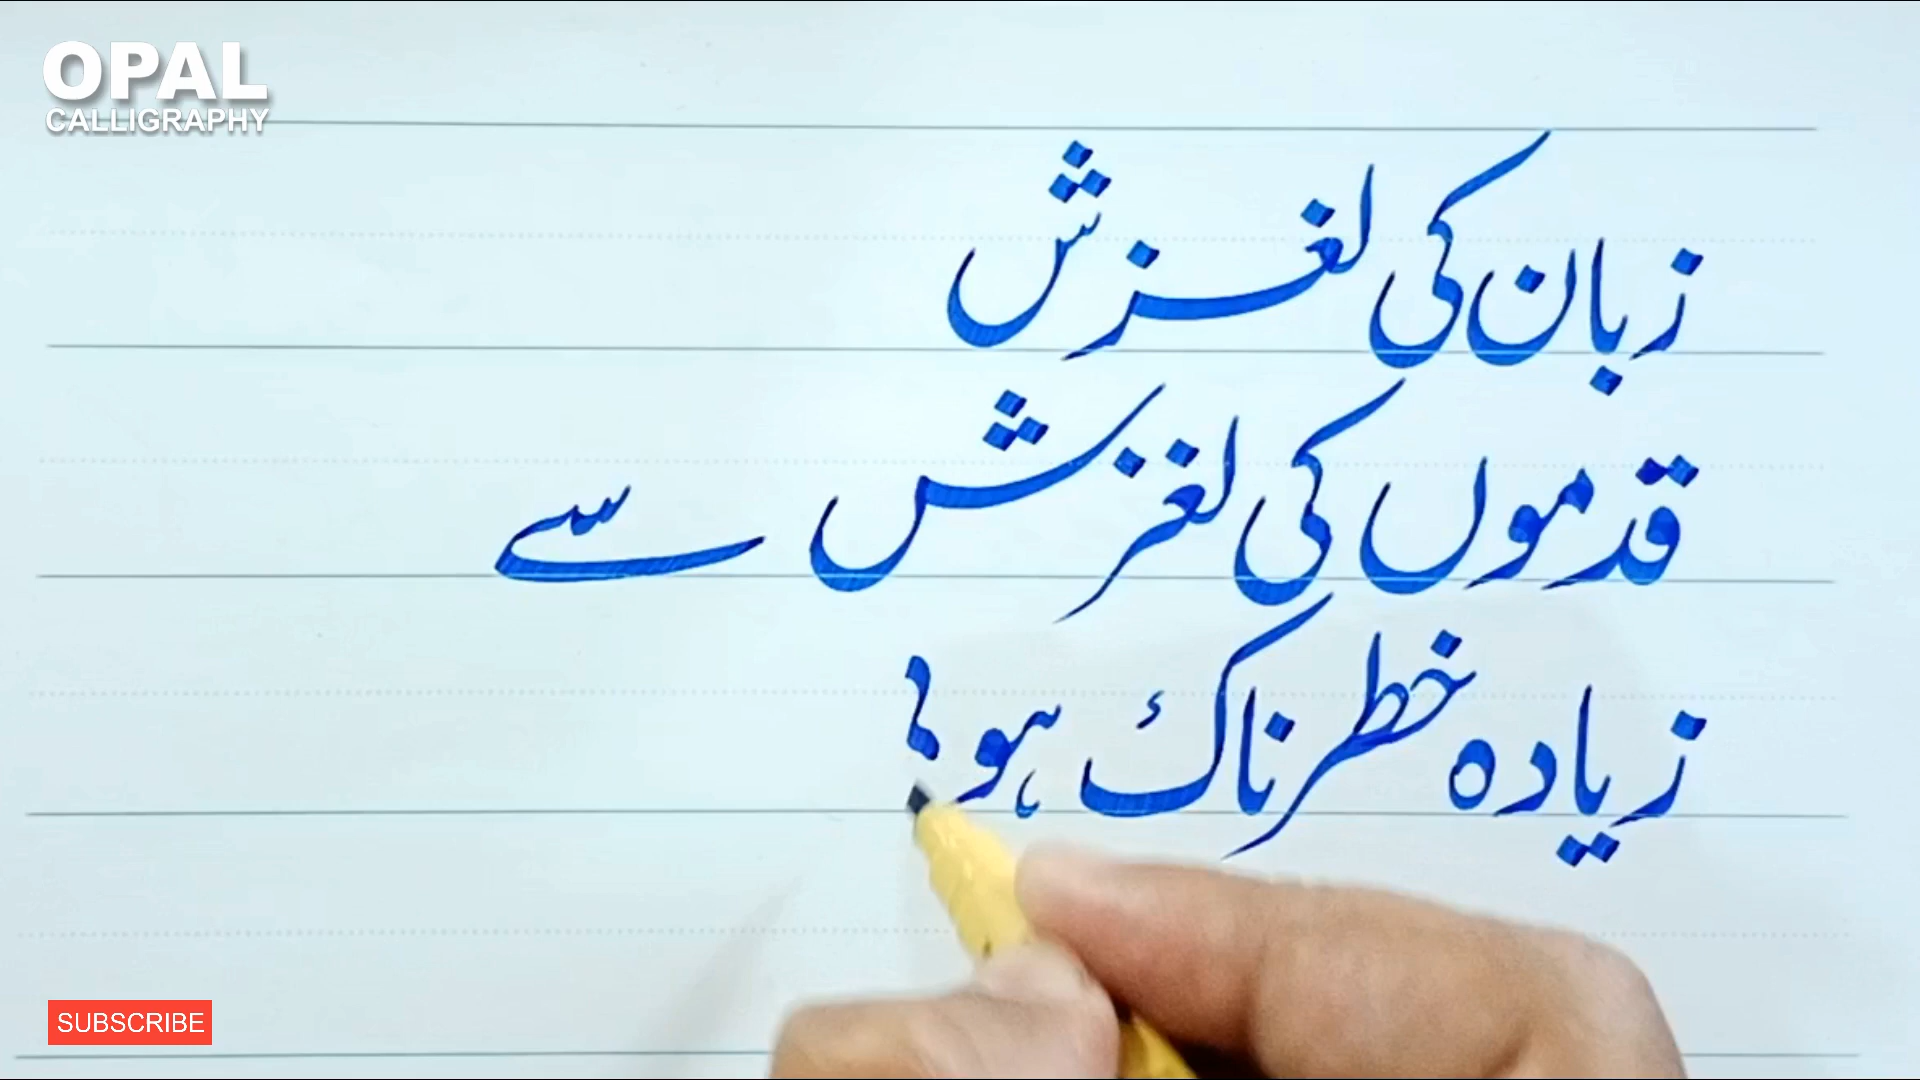 OPAL
CALLIGRAPHY
زبان کی لغزش
قدموں کی لغزش سے
زیادہ خطرناک ہو
SUBSCRIBE